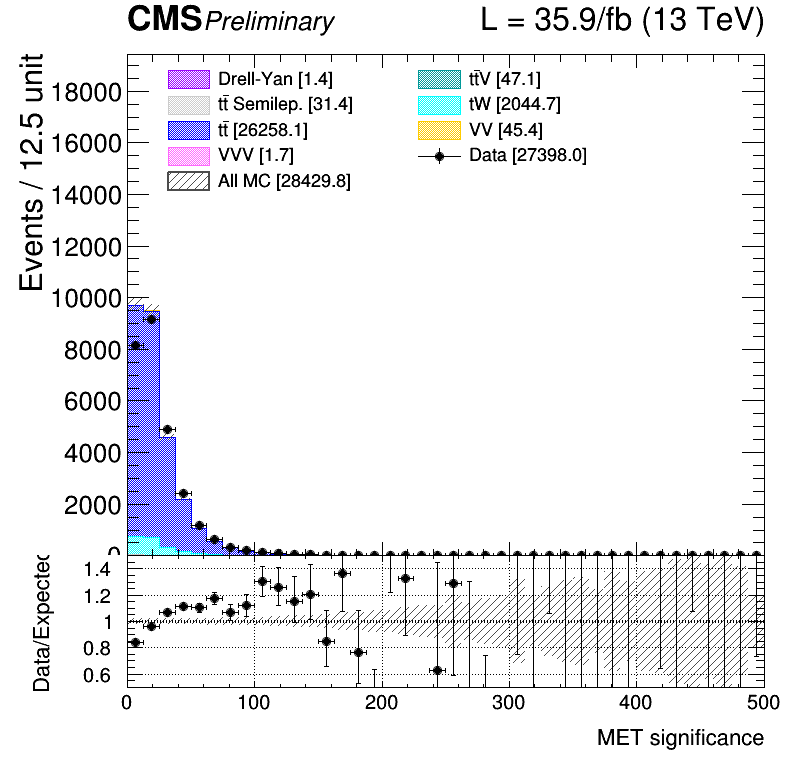 CMS Preliminary L = 35.9/fb (13 TeV)
Events / 12.5 unit
18000
16000
14000
12000
10000
8000
6000
4000
2000
0
Drell-Yan [1.4]
tt̄ Semilep. [31.4]
tt̄ [26258.1]
VVV [1.7]
All MC [28429.8]
tt̄V [47.1]
tW [2044.7]
VV [45.4]
Data [27398.0]
Data/Expected
1.4
1.2
1
0.8
0.6
0 100 200 300 400 500
MET significance